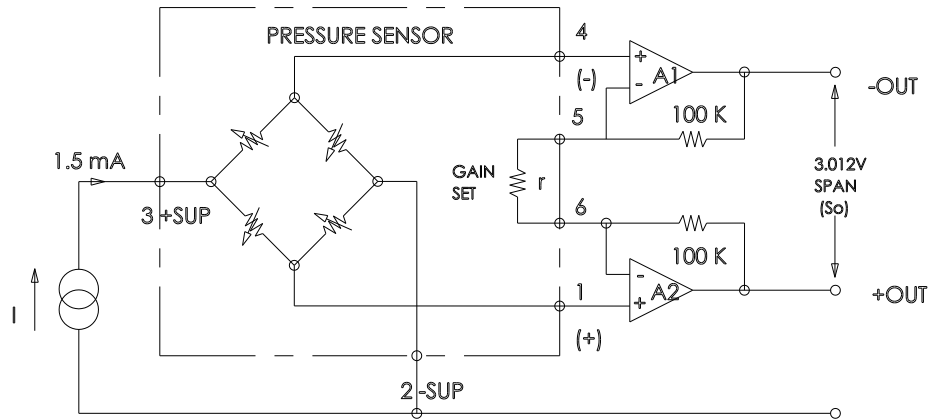 PRESSURE SENSOR
4
+
A1
(-)
-
-OUT
5
100 K
1.5 mA
GAIN
SET
r
3.012V
SPAN
(So)
3 +SUP
6
100 K
-
1
A2
+
+OUT
I
(+)
2 -SUP